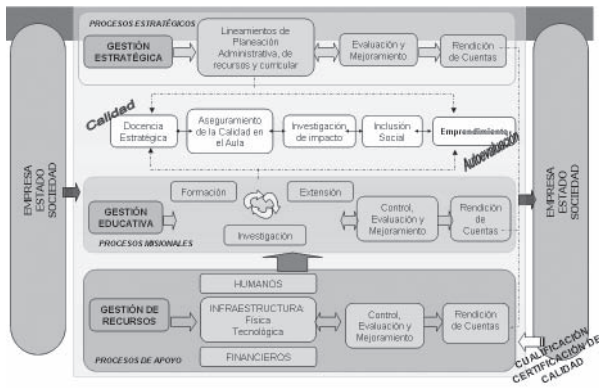 PROCESOS ESTRATÉGICOS
GESTIÓN
ESTRATÉGICA
Lineamientos de
Planeación
Administrativa, de
recursos y curricular
Evaluación y
Mejoramiento
Rendición
de Cuentas
Calidad
Docencia
Estratégica
Aseguramiento
de la Calidad en
el Aula
Investigación
de impacto
Inclusión
Social
Emprendimiento
Autoevaluación
EMPRESA
ESTADO
SOCIEDAD
EMPRESA
ESTADO
SOCIEDAD
Formación
Extensión
Investigación
GESTIÓN
EDUCATIVA
Control,
Evaluación y
Mejoramiento
Rendición
de
Cuentas
PROCESOS MISIONALES
HUMANOS
GESTIÓN DE
RECURSOS
INFRAESTRUCTURA:
Física
Tecnológica
Control,
Evaluación y
Mejoramiento
Rendición
de Cuentas
FINANCIEROS
PROCESOS DE APOYO
CUALIFICACIÓN
CERTIFICACIÓN DE
CALIDAD